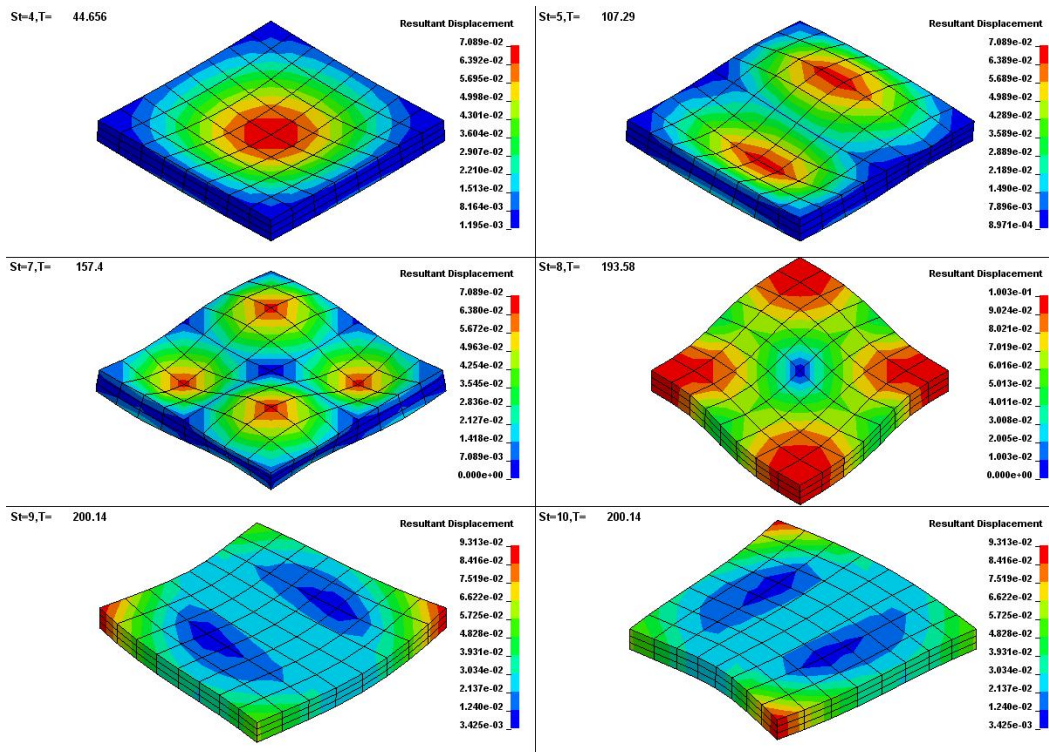 St=4,T= 44.656
Resultant Displacement
7.089e-02
6.392e-02
5.695e-02
4.998e-02
4.301e-02
3.604e-02
2.907e-02
2.210e-02
1.513e-02
8.164e-03
1.195e-03
St=5,T= 107.29
Resultant Displacement
7.089e-02
6.389e-02
5.689e-02
4.989e-02
4.289e-02
3.589e-02
2.889e-02
2.189e-02
1.490e-02
7.896e-03
8.971e-04
St=7,T= 157.4
Resultant Displacement
7.089e-02
6.380e-02
5.672e-02
4.963e-02
4.254e-02
3.545e-02
2.836e-02
2.127e-02
1.418e-02
7.089e-03
0.000e+00
St=8,T= 193.58
Resultant Displacement
1.003e-01
9.024e-02
8.021e-02
7.019e-02
6.016e-02
5.013e-02
4.011e-02
3.008e-02
2.005e-02
1.003e-02
0.000e+00
St=9,T= 200.14
Resultant Displacement
9.313e-02
8.416e-02
7.519e-02
6.622e-02
5.725e-02
4.828e-02
3.931e-02
3.034e-02
2.137e-02
1.240e-02
3.425e-03
St=10,T= 200.14
Resultant Displacement
9.313e-02
8.416e-02
7.519e-02
6.622e-02
5.725e-02
4.828e-02
3.931e-02
3.034e-02
2.137e-02
1.240e-02
3.425e-03